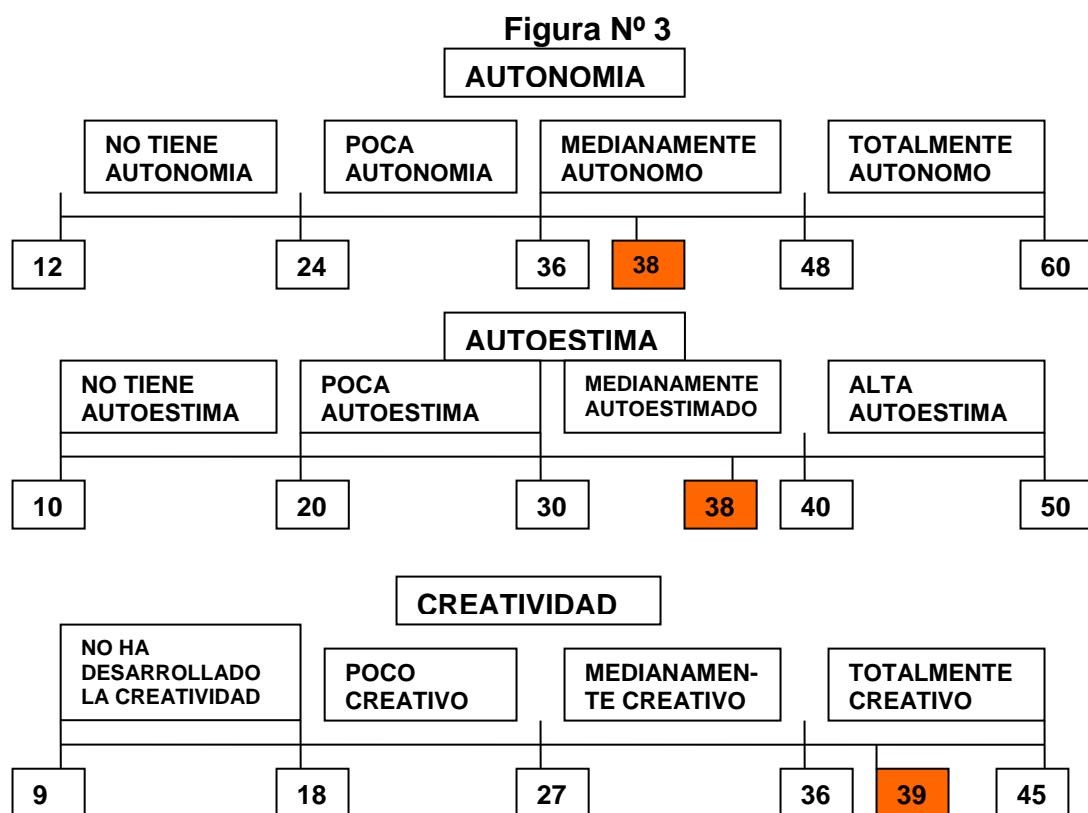 Figura Nº 3
AUTONOMIA
NO TIENE
AUTONOMIA
POCA
AUTONOMIA
MEDIANAMENTE
AUTONOMO
TOTALMENTE
AUTONOMO
12
24
36
38
48
60
AUTOESTIMA
NO TIENE
AUTOESTIMA
POCA
AUTOESTIMA
MEDIANAMENTE
AUTOESTIMADO
ALTA
AUTOESTIMA
10
20
30
38
40
50
CREATIVIDAD
NO HA
DESARROLLADO
LA CREATIVIDAD
POCO
CREATIVO
MEDIANAMEN-
TE CREATIVO
TOTALMENTE
CREATIVO
9
18
27
36
39
45